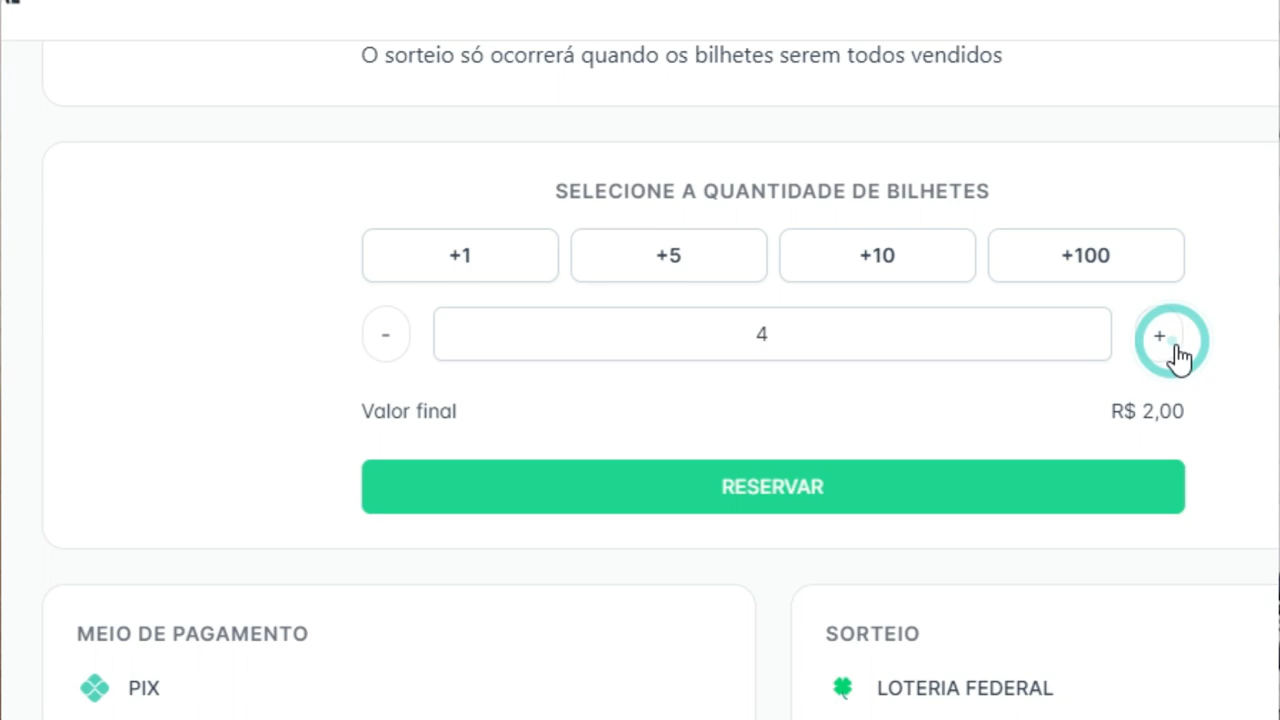 O sorteio só ocorrerá quando os bilhetes serem todos vendidos
SELECIONE A QUANTIDADE DE BILHETES
+1
+5
+10
+100
-
4
+
Valor final
R$ 2,00
RESERVAR
MEIO DE PAGAMENTO
PIX
SORTEIO
LOTERIA FEDERAL